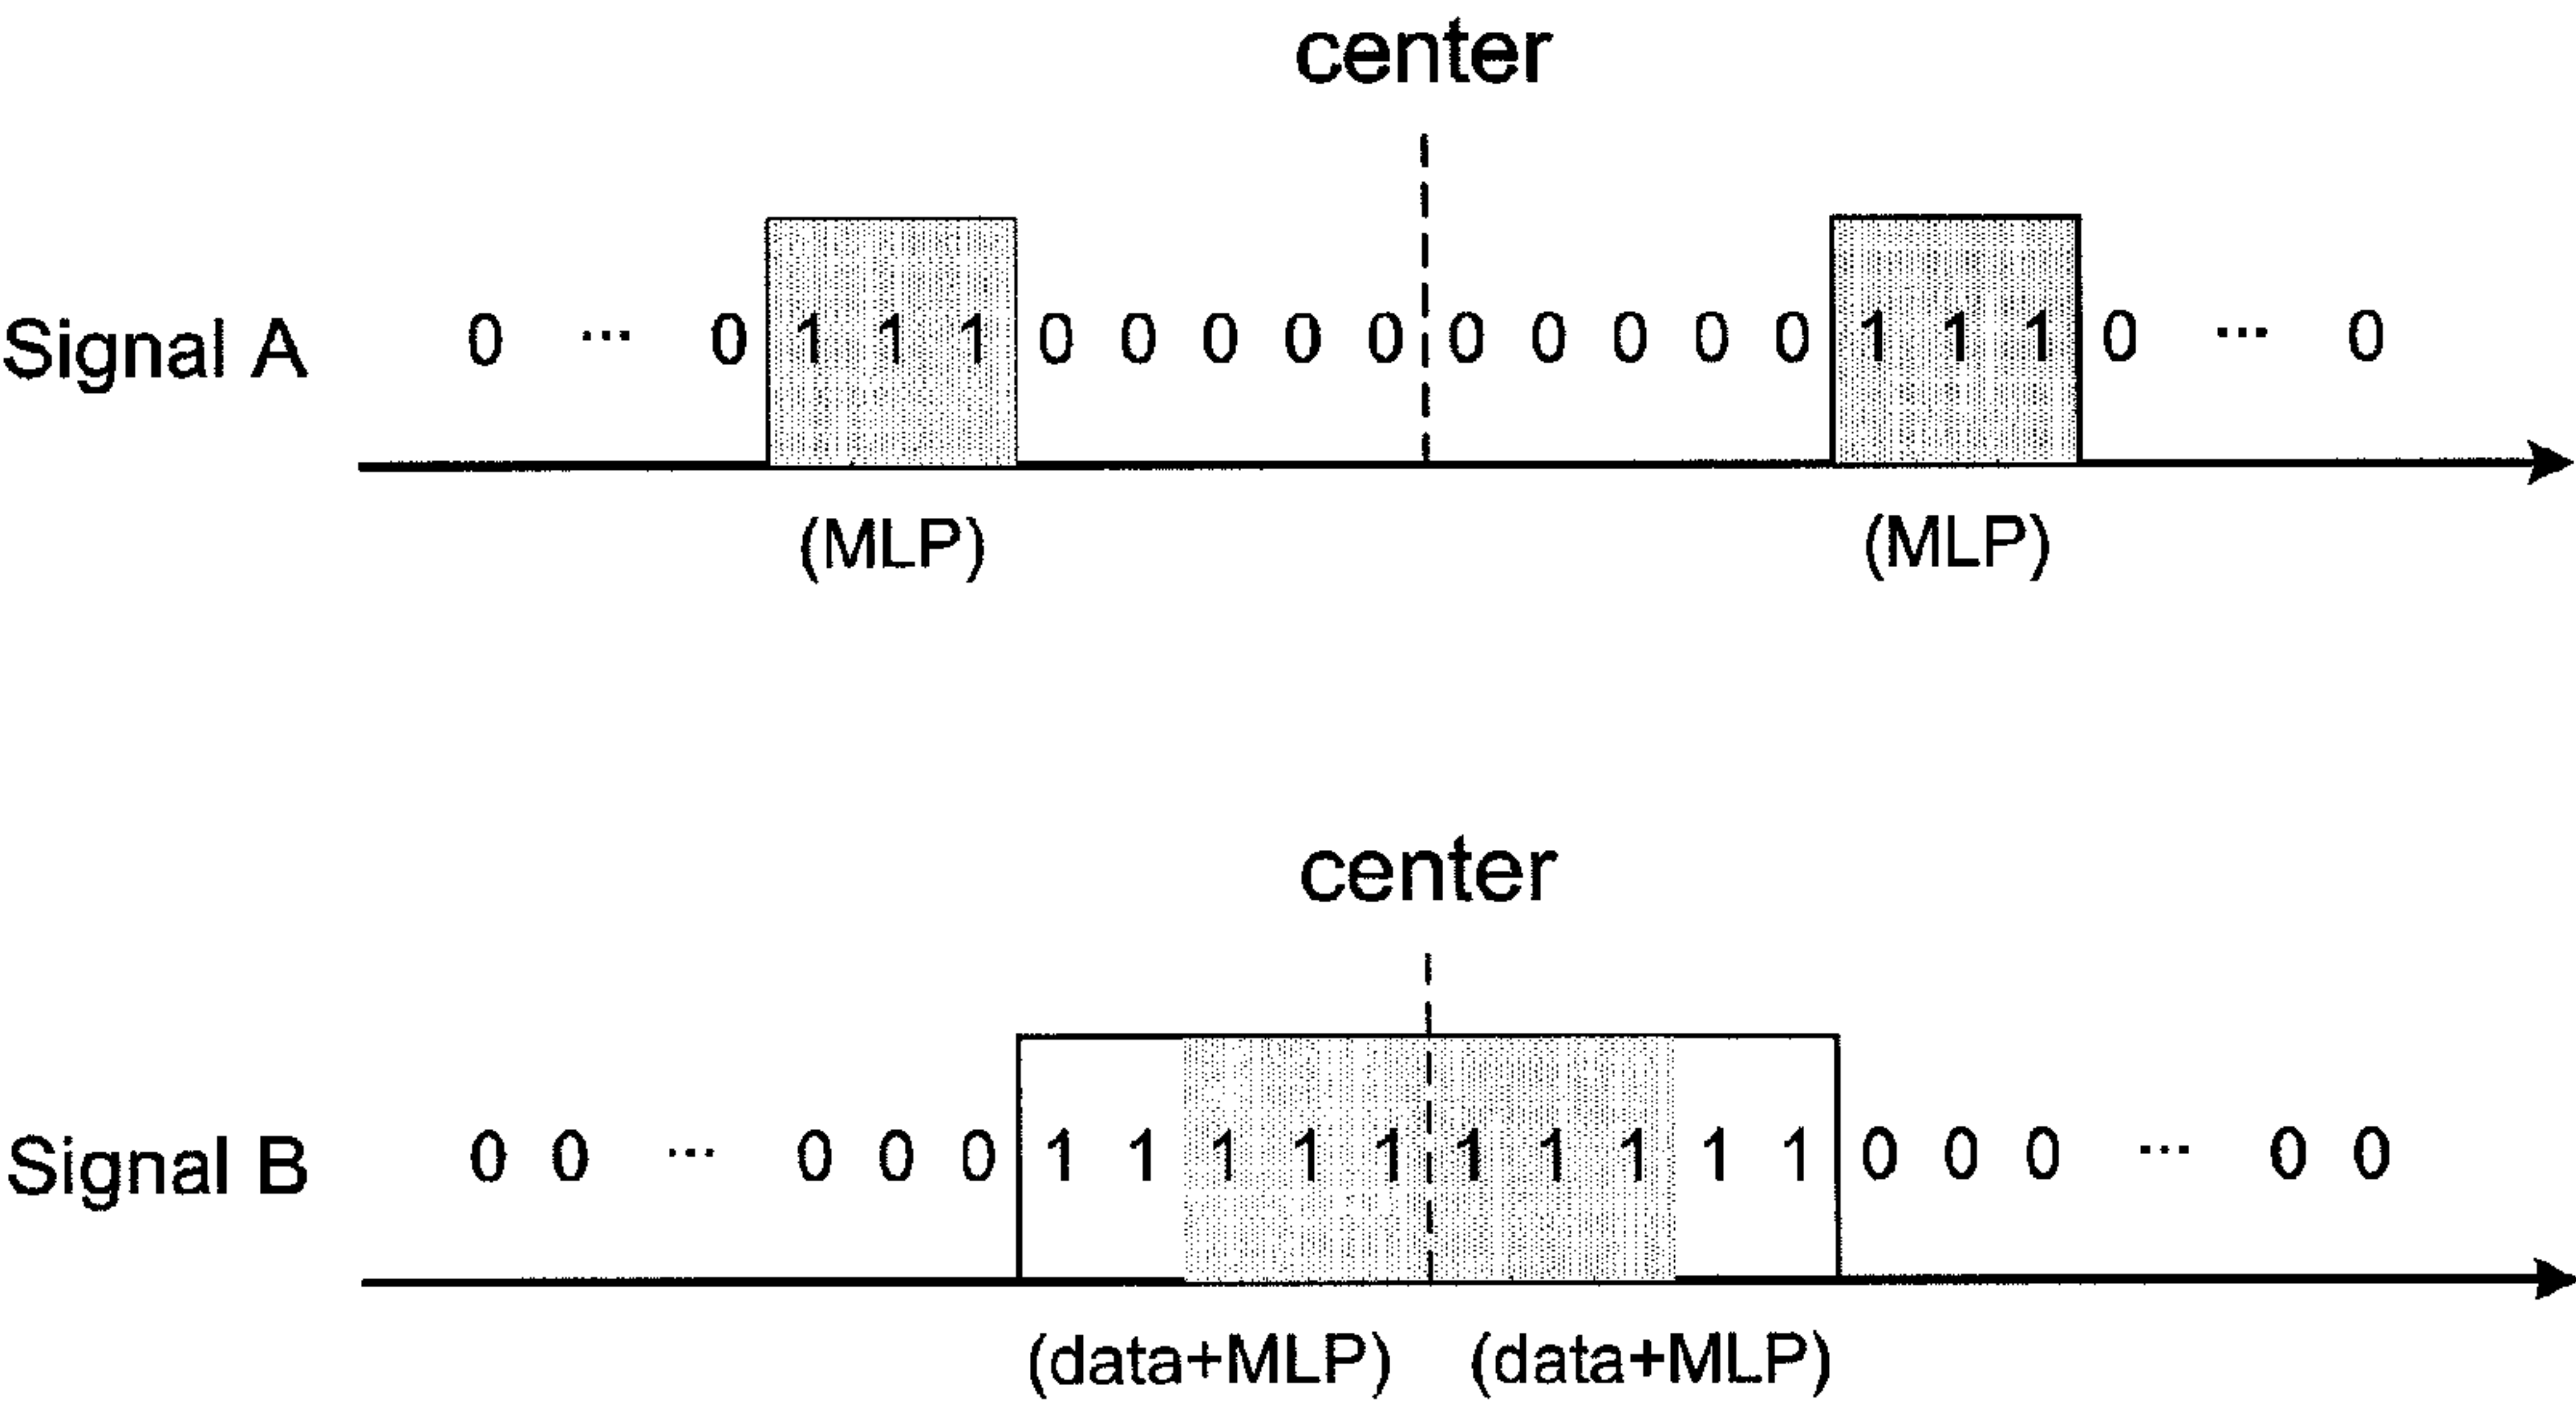 center
Signal A 0 ... 0 1 1 1 0 0 0 0 0 0 0 0 0 0 1 1 1 0 ... 0
(MLP) (MLP)
center
Signal B 0 0 ... 0 0 0 1 1 1 1 1 1 1 1 1 1 0 0 0 ... 0 0
(data+MLP) (data+MLP)